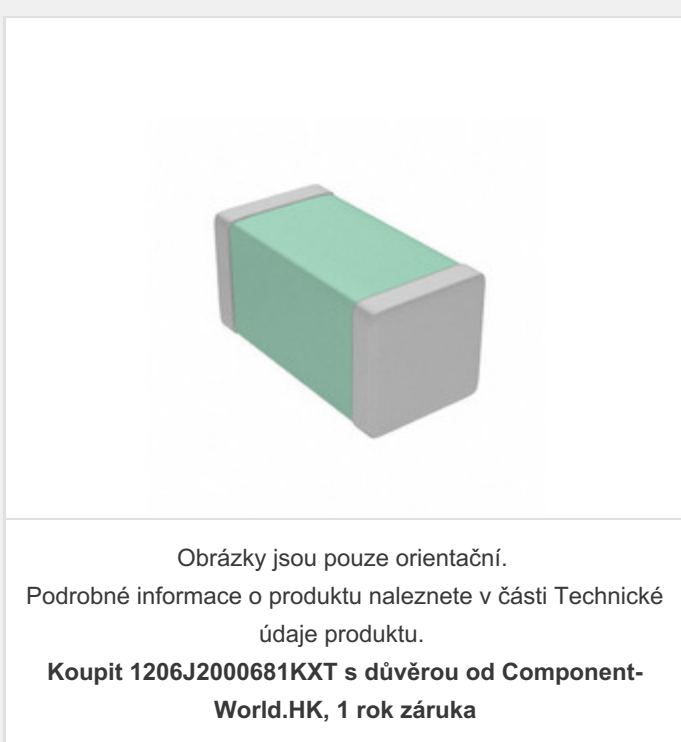 Obrázky jsou pouze orientační.
Podrobné informace o produktu naleznete v části Technické
údaje produktu.
Koupit 1206J2000681KXT s důvěrou od Component-
World.HK, 1 rok záruka